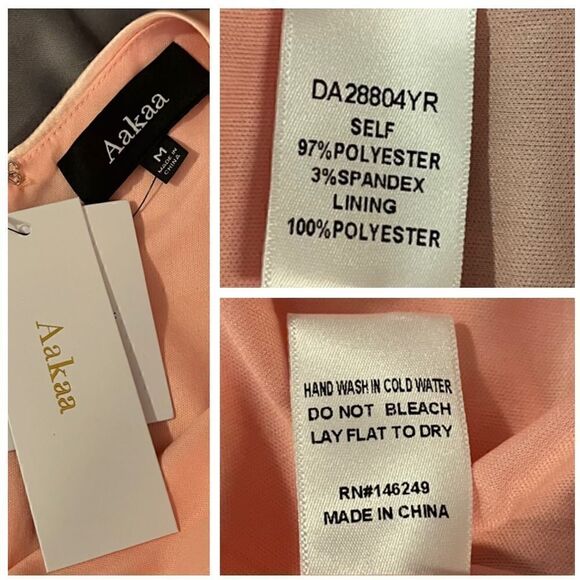 Aakaa
M
MADE IN
CHINA
Aakaa
DA28804YR
SELF
97%POLYESTER
3%SPANDEX
LINING
100%POLYESTER
HAND WASH IN COLD WATER
DO NOT BLEACH
LAY FLAT TO DRY
RN#146249
MADE IN CHINA